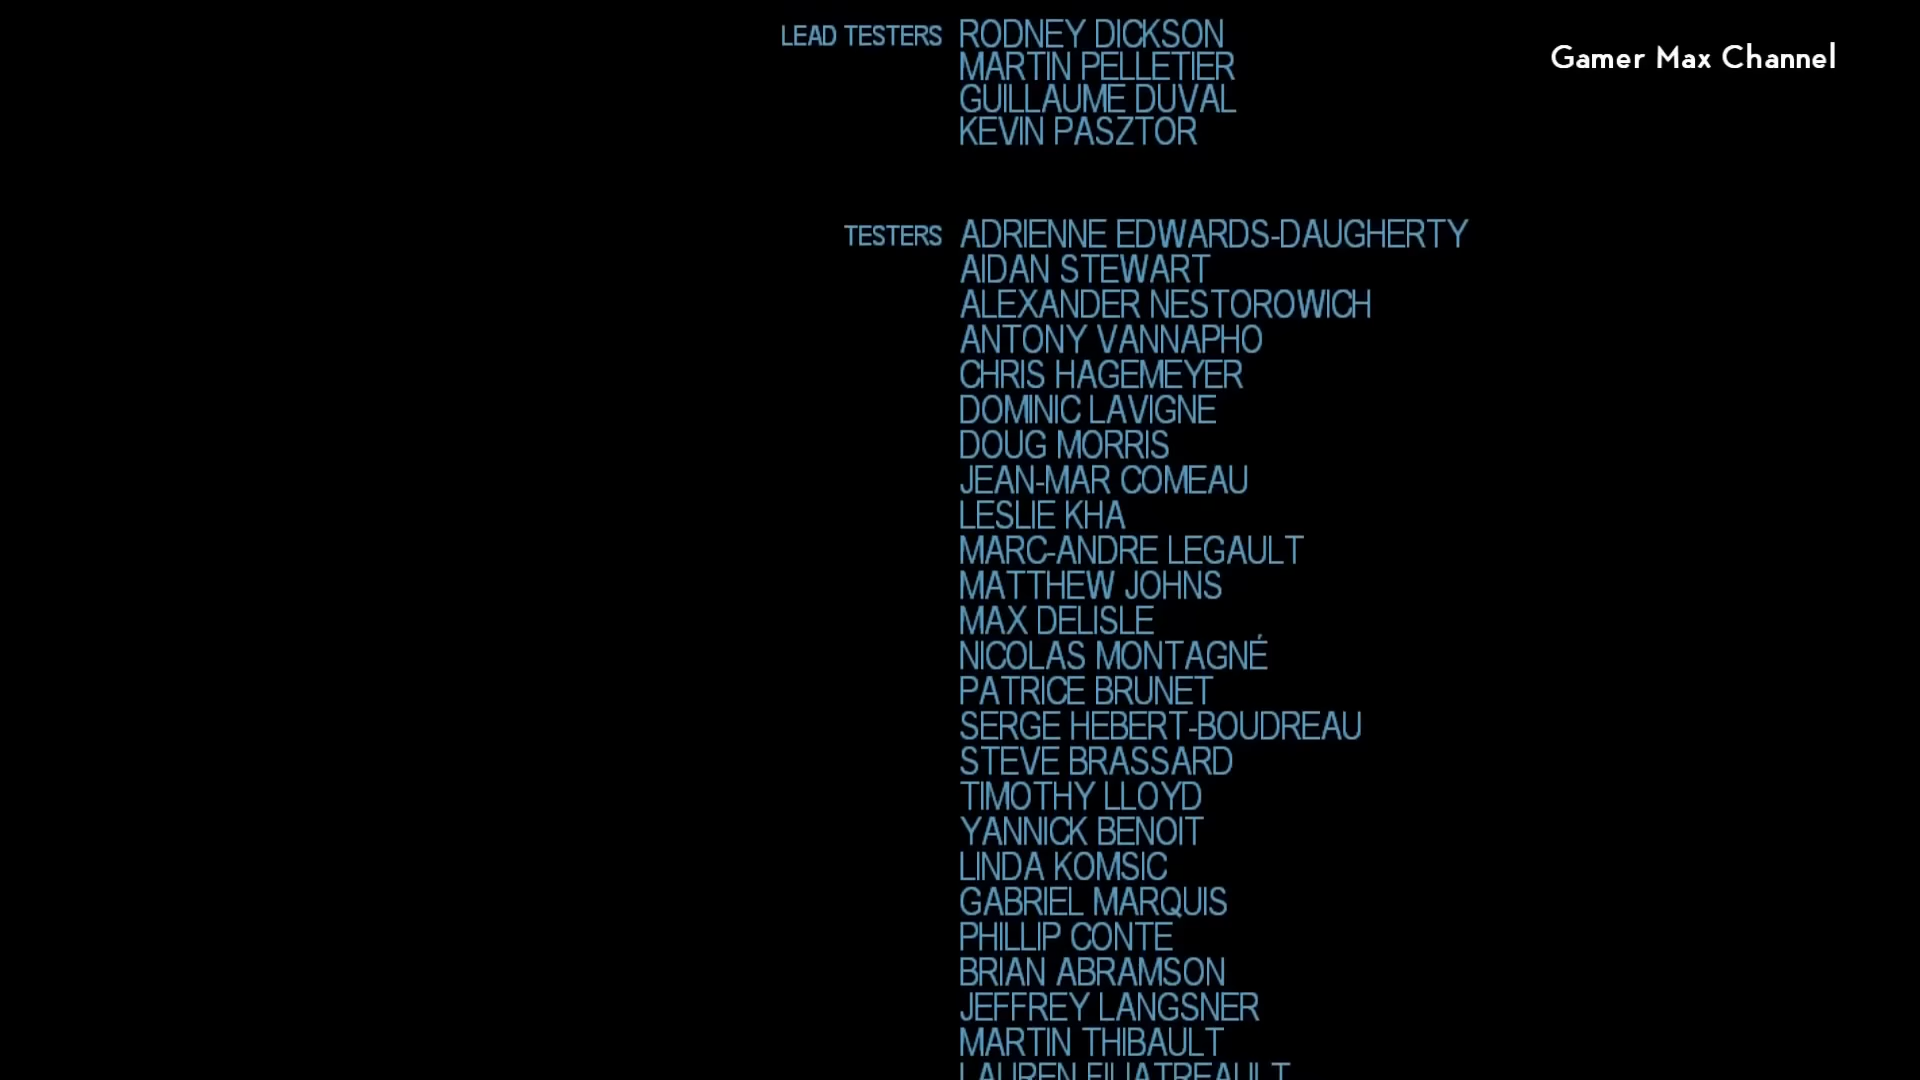 LEAD TESTERS RODNEY DICKSON
MARTIN PELLETIER
GUILLAUME DUVAL
KEVIN PASZTOR
Gamer Max Channel
TESTERS ADRIENNE EDWARDS-DAUGHERTY
AIDAN STEWART
ALEXANDER NESTOROWICH
ANTONY VANNAPHO
CHRIS HAGEMEYER
DOMINIC LAVIGNE
DOUG MORRIS
JEAN-MAR COMEAU
LESLIE KHA
MARC-ANDRE LEGAULT
MATTHEW JOHNS
MAX DELISLE
NICOLAS MONTAGNÉ
PATRICE BRUNET
SERGE HEBERT-BOUDREAU
STEVE BRASSARD
TIMOTHY LLOYD
YANNICK BENOIT
LINDA KOMSIC
GABRIEL MARQUIS
PHILLIP CONTE
BRIAN ABRAMSON
JEFFREY LANGSNER
MARTIN THIBAULT
LAUREN FILIATREAULT